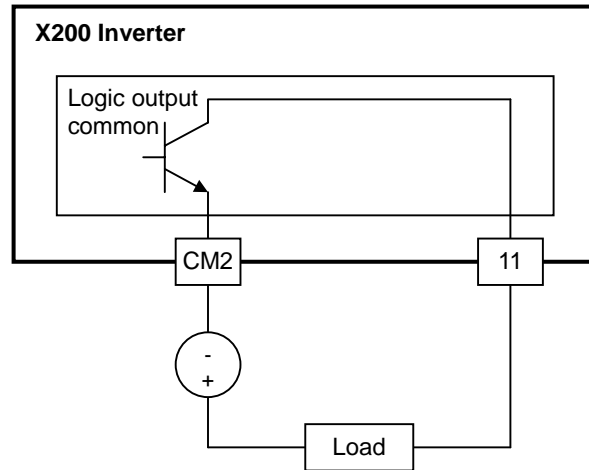 X200 Inverter
Logic output
common
CM2
11
-
+
Load